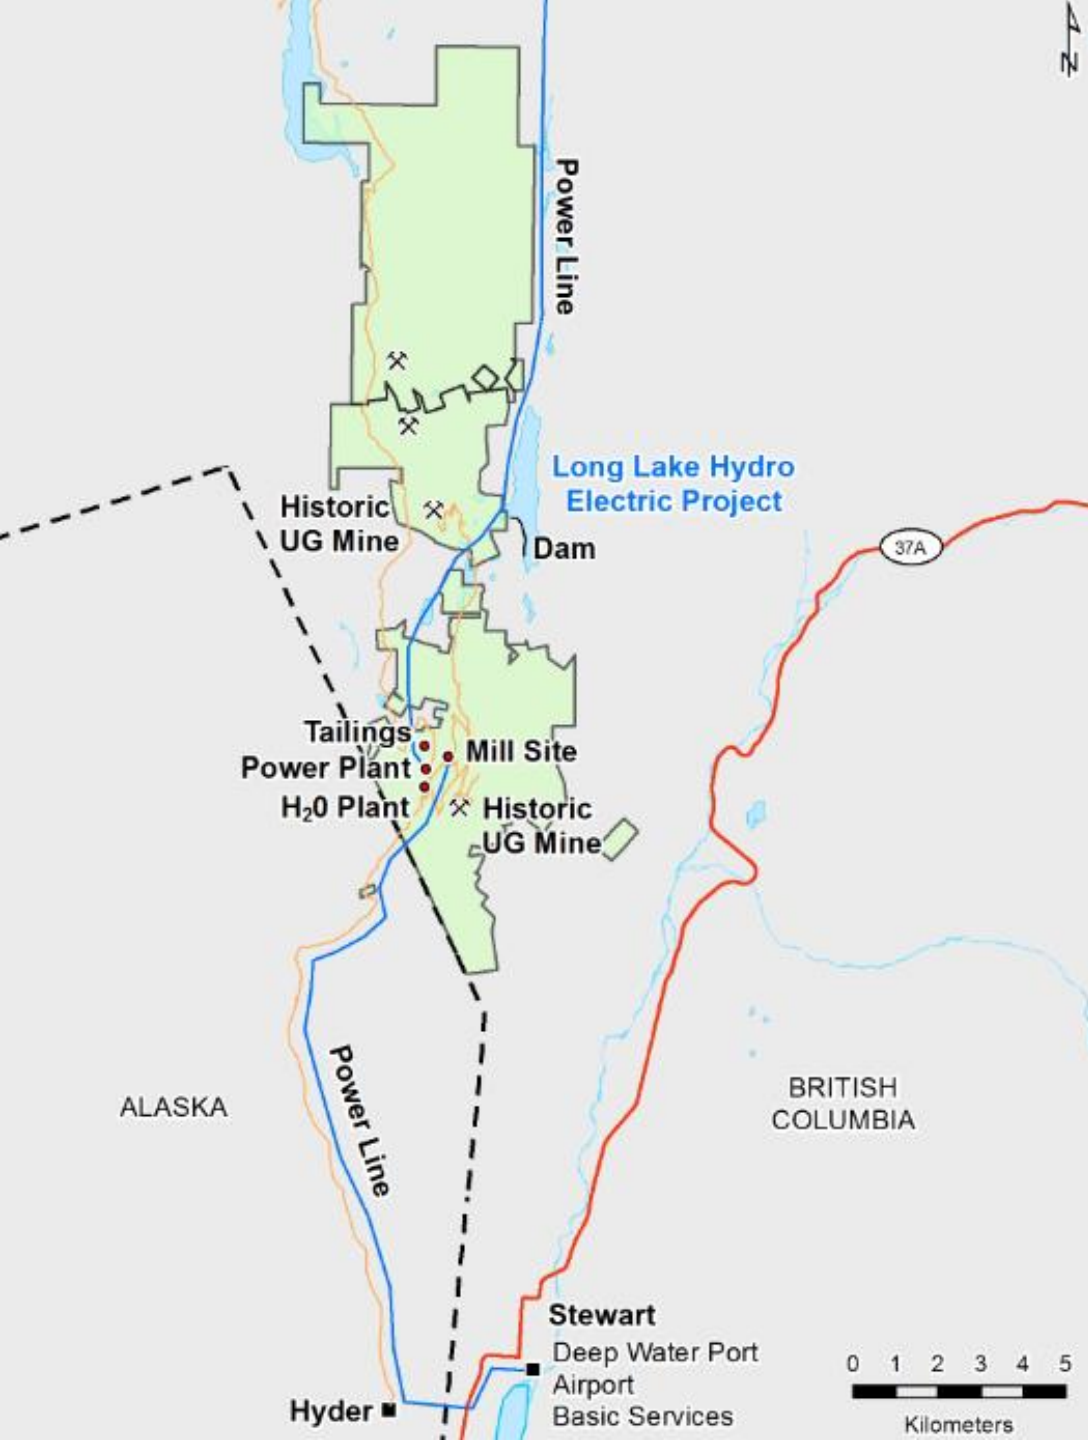 N
Power Line
Long Lake Hydro
Electric Project
Historic
UG Mine
Dam
37A
Tailings
Mill Site
Power Plant
H₂0 Plant
Historic
UG Mine
Power Line
ALASKA
BRITISH
COLUMBIA
Stewart
Deep Water Port
Airport
Basic Services
Hyder
0 1 2 3 4 5
Kilometers